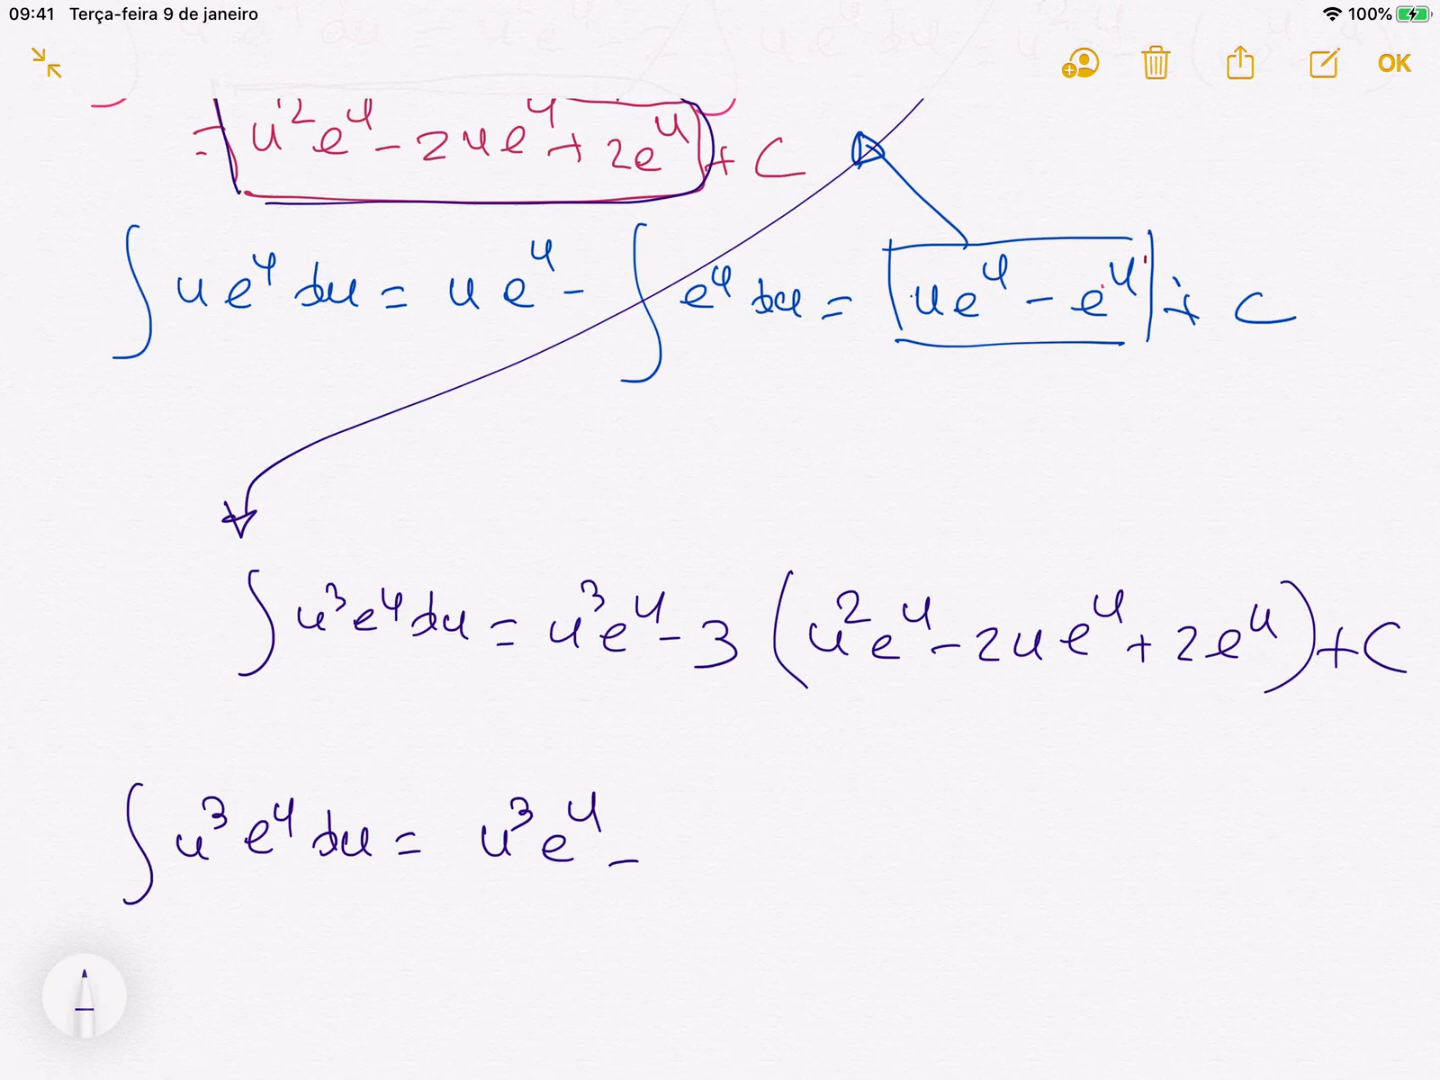 09:41 Terça-feira 9 de janeiro 100%
OK
= u²e^u - 2ue^u + 2e^u + C
∫ ue^u du = ue^u - ∫ e^u du = ue^u - e^u + C
∫ u³e^u du = u³e^u - 3 (u²e^u - 2ue^u + 2e^u) + C
∫ u³e^u du = u³e^u -